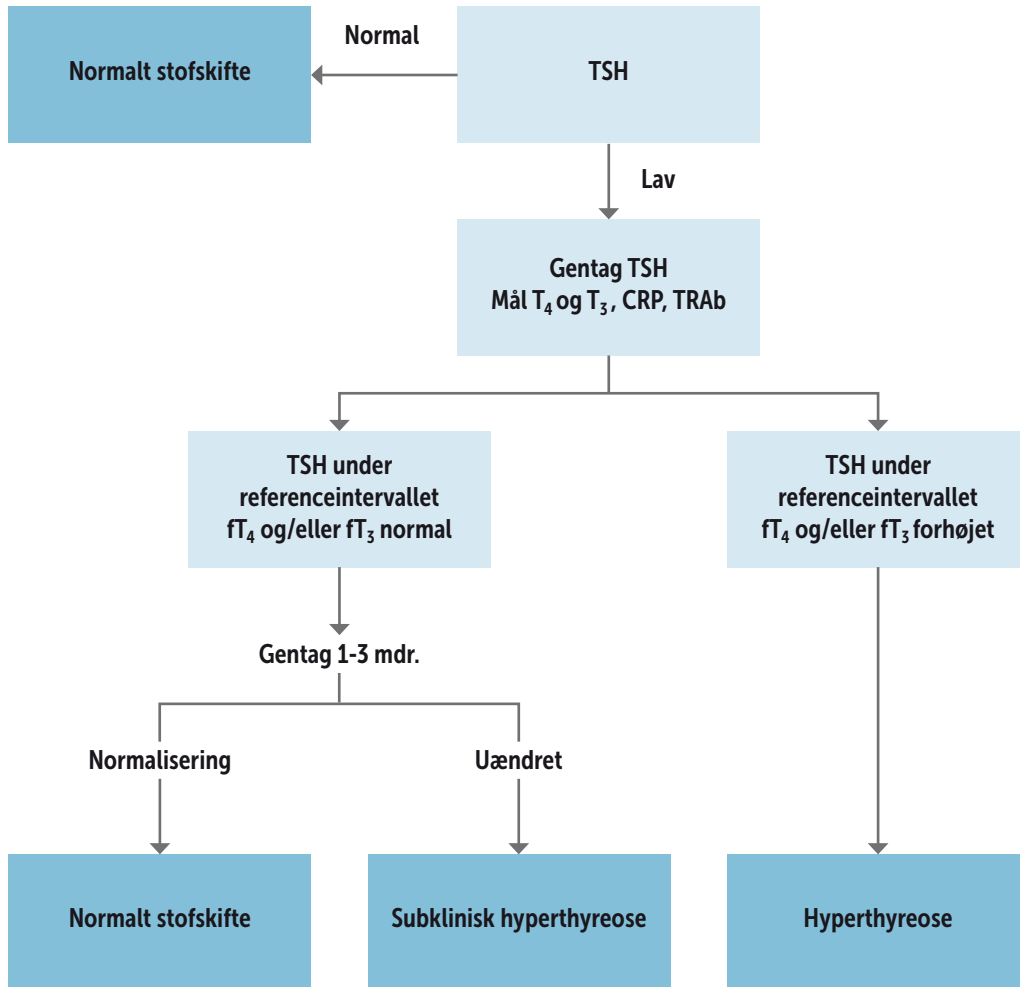 Normalt stofskifte
Normal
TSH
Lav
Gentag TSH
Mål T₄ og T₃ , CRP, TRAb
TSH under
referenceintervallet
fT₄ og/eller fT₃ normal
TSH under
referenceintervallet
fT₄ og/eller fT₃ forhøjet
Gentag 1-3 mdr.
Normalisering
Uændret
Normalt stofskifte
Subklinisk hyperthyreose
Hyperthyreose